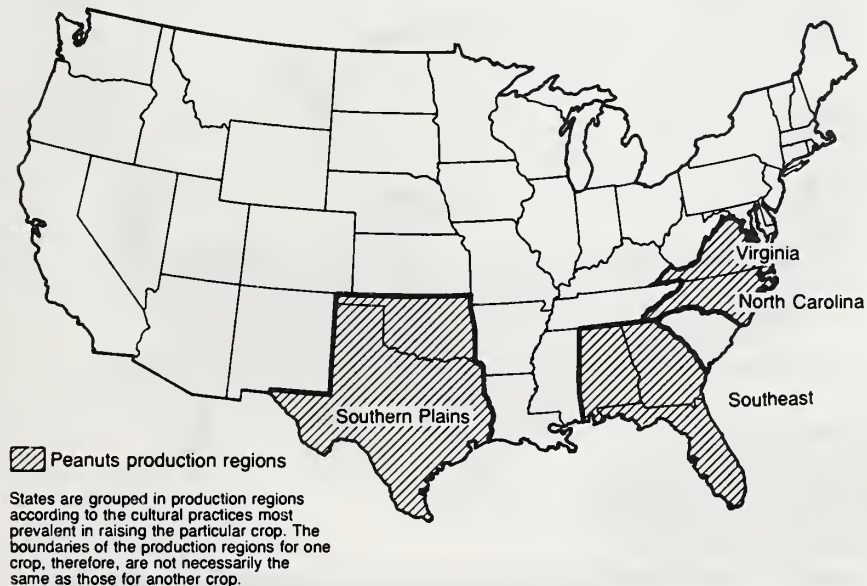 Virginia
North Carolina
Southeast
Southern Plains
Peanuts production regions
States are grouped in production regions
according to the cultural practices most
prevalent in raising the particular crop. The
boundaries of the production regions for one
crop, therefore, are not necessarily the
same as those for another crop.